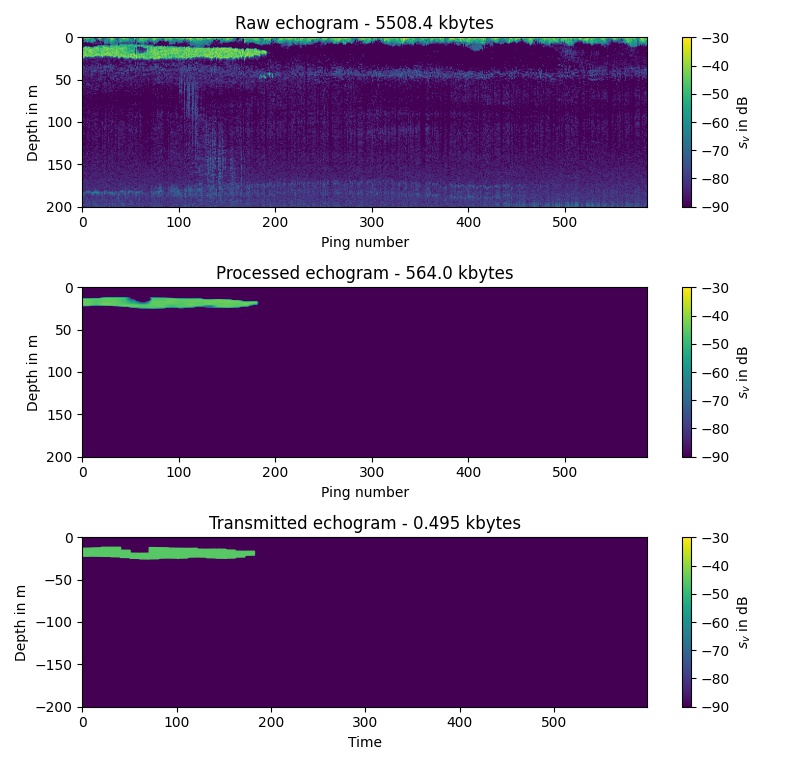 Raw echogram - 5508.4 kbytes
0
50
100
150
200
Depth in m
0 100 200 300 400 500
Ping number
−30
−40
−50
−60
−70
−80
−90
sᵥ in dB
Processed echogram - 564.0 kbytes
0
50
100
150
200
Depth in m
0 100 200 300 400 500
Ping number
−30
−40
−50
−60
−70
−80
−90
sᵥ in dB
Transmitted echogram - 0.495 kbytes
0
−50
−100
−150
−200
Depth in m
0 100 200 300 400 500
Time
−30
−40
−50
−60
−70
−80
−90
sᵥ in dB